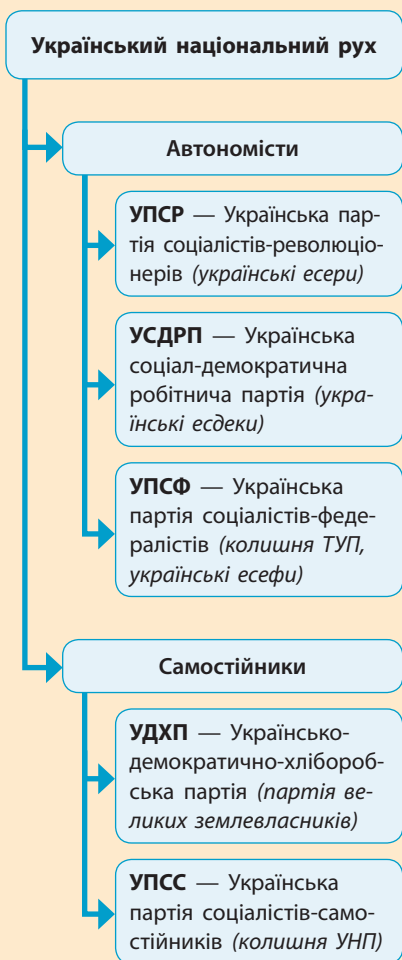 Український національний рух
Автономісти
УПСР — Українська пар-
тія соціалістів-революціо-
нерів (українські есери)
УСДРП — Українська
соціал-демократична
робітнича партія (укра-
їнські есдеки)
УПСФ — Українська
партія соціалістів-феде-
ралістів (колишня ТУП,
українські есефи)
Самостійники
УДХП — Українсько-
демократично-хлібороб-
ська партія (партія ве-
ликих землевласників)
УПСС — Українська
партія соціалістів-само-
стійників (колишня УНП)